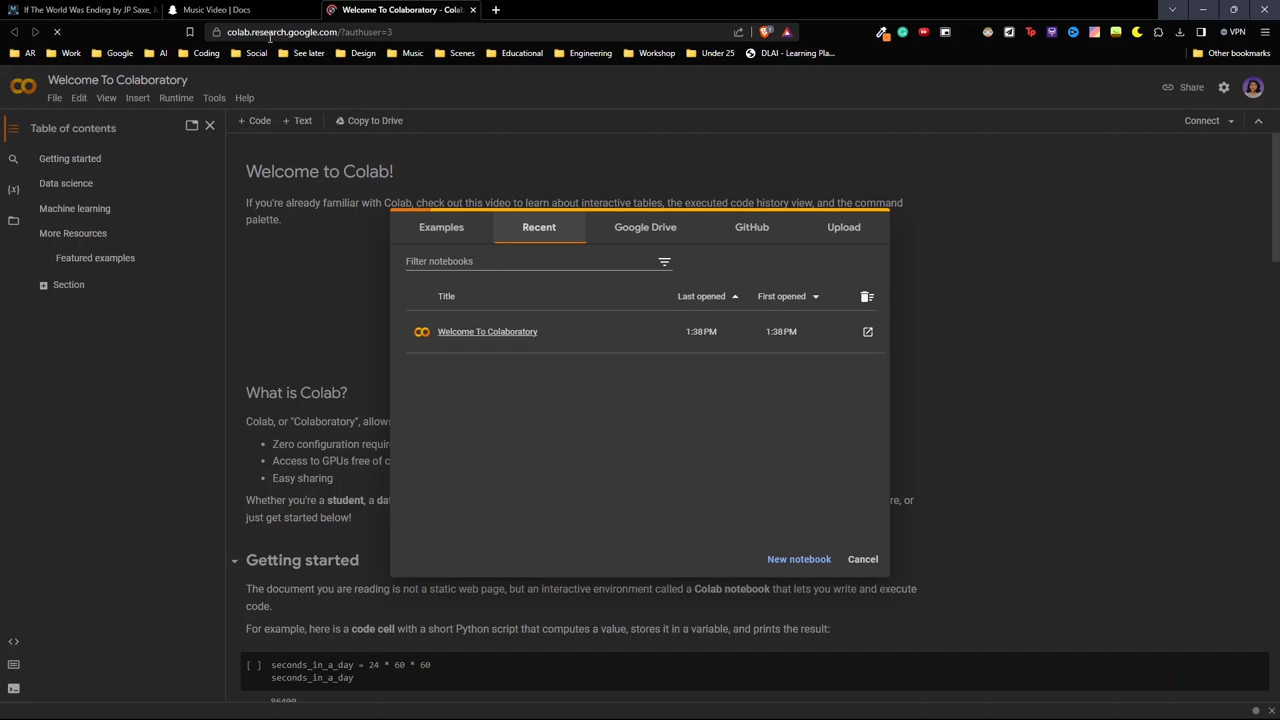 If The World Was Ending by JP Saxe, J
Music Video | Docs
Welcome To Colaboratory - Colab
colab.research.google.com/?authuser=3
VPN
AR
Work
Google
AI
Coding
Social
See later
Design
Music
Scenes
Educational
Engineering
Workshop
Under 25
DLAI - Learning Pla...
Other bookmarks
Welcome To Colaboratory
File Edit View Insert Runtime Tools Help
Share
Table of contents
Getting started
Data science
Machine learning
More Resources
Featured examples
Section
+ Code + Text Copy to Drive
Connect
Welcome to Colab!
If you're already familiar with Colab, check out this video to learn about interactive tables, the executed code history view, and the command
palette.
Examples Recent Google Drive GitHub Upload
Filter notebooks
Title Last opened First opened
Welcome To Colaboratory 1:38 PM 1:38 PM
New notebook Cancel
What is Colab?
Colab, or "Colaboratory", allows
• Zero configuration require
• Access to GPUs free of c
• Easy sharing
Whether you're a student, a dat re, or
just get started below!
Getting started
The document you are reading is not a static web page, but an interactive environment called a Colab notebook that lets you write and execute
code.
For example, here is a code cell with a short Python script that computes a value, stores it in a variable, and prints the result:
[ ] seconds_in_a_day = 24 * 60 * 60
seconds_in_a_day
86400